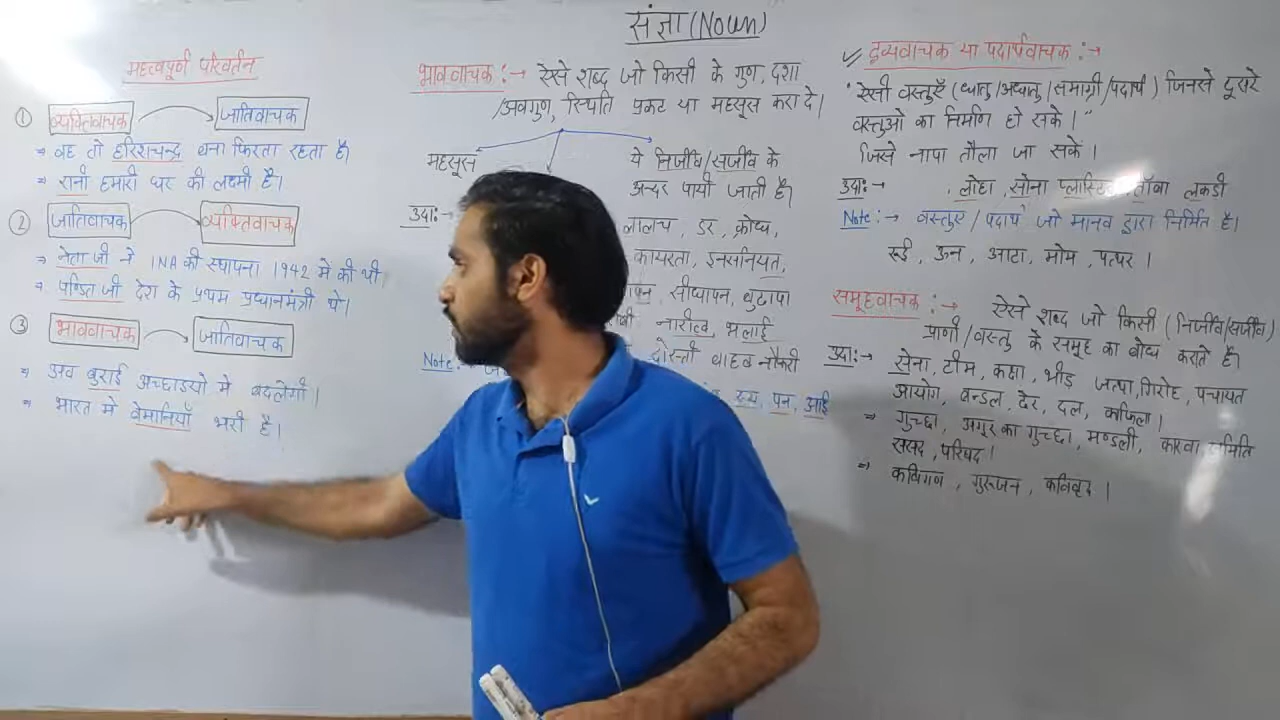 संज्ञा (Noun)
महत्त्वपूर्ण परिवर्तन
① व्यक्तिवाचक → जातिवाचक
⇒ वह तो हरिशचन्द्र बना फिरता रहता है।
⇒ रानी हमारी घर की लक्ष्मी है।
② जातिवाचक → व्यक्तिवाचक
⇒ नेता जी ने INA की स्थापना 1942 मे की थी
⇒ पण्डित जी देश के प्रथम प्रधानमंत्री थे।
③ भाववाचक → जातिवाचक
⇒ अब बुराई अच्छाइयो मे बदलेगी।
⇒ भारत मे बेमानियाँ भरी है।
भाववाचक :→ ऐसे शब्द जो किसी के गुण, दशा
/अवगुण, स्थिति प्रकट या महसूस करा दे।
महसूस
ये निर्जीव/सजीव के
अन्दर पायी जाती है।
उदा:→
लालच, डर, क्रोध,
कायरता, इनसनियत,
पन, सीधापन, बुढापा
नारीत्व, भलाई
Note:
दोस्ती चाहत नौकरी
पन, आई
✓ द्रव्यवाचक या पदार्थवाचक :→
"ऐसी वस्तुएँ (धातु/अधातु/समाग्री/पदार्थ) जिनसे दूसरे
वस्तुओ का निर्माण हो सके।"
जिसे नापा तौला जा सकें।
उदा:→ लोहा, सोना प्लास्टिक ताँबा लकडी
Note:→ वस्तुए/पदार्थ जो मानव द्वारा निर्मित है।
रूई, ऊन, आटा, मोम, पत्थर।
समूहवाचक :→ ऐसे शब्द जो किसी (निर्जीव/सजीव)
प्राणी/वस्तु के समूह का बोध कराते है।
उदा:→ सेना, टीम, कक्षा, भीड़ जत्था, गिरोह, पंचायत
आयोग, बन्डल, ढेर, दल, काफिला।
⇒ गुच्छा, अंगूर का गुच्छा, मण्डली, कारवा समिति
संसद, परिषद।
⇒ कविगण, गुरूजन, कविवृंद।